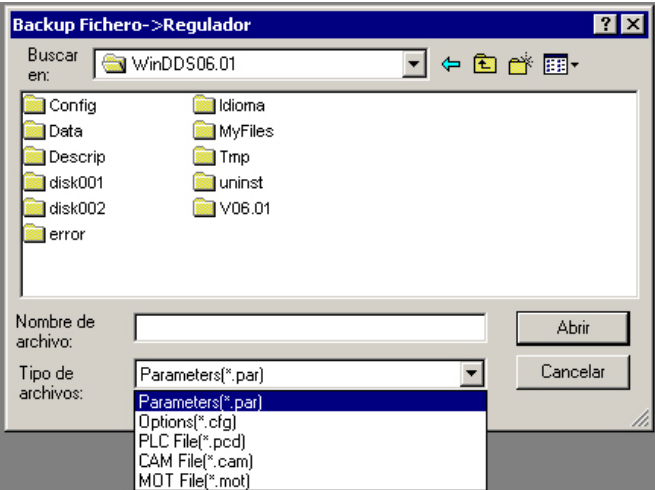 Backup Fichero->Regulador
Buscar en:
WinDDS06.01
Config
Idioma
Data
MyFiles
Descrip
Tmp
disk001
uninst
disk002
V06.01
error
Nombre de
archivo:
Abrir
Tipo de
archivos:
Parameters(*.par)
Cancelar
Parameters(*.par)
Options(*.cfg)
PLC File(*.pcd)
CAM File(*.cam)
MOT File(*.mot)